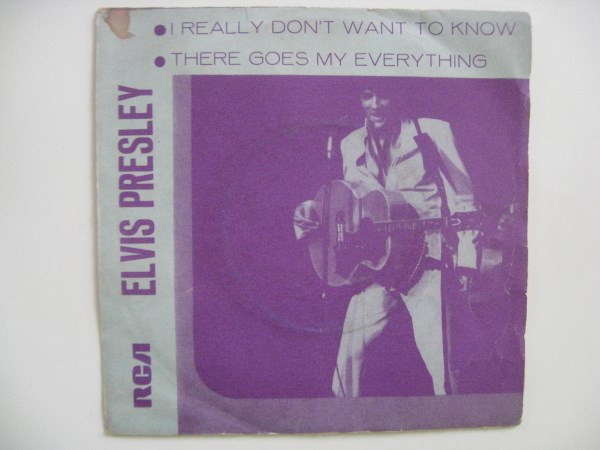 I REALLY DON'T WANT TO KNOW
THERE GOES MY EVERYTHING
ELVIS PRESLEY
RCA